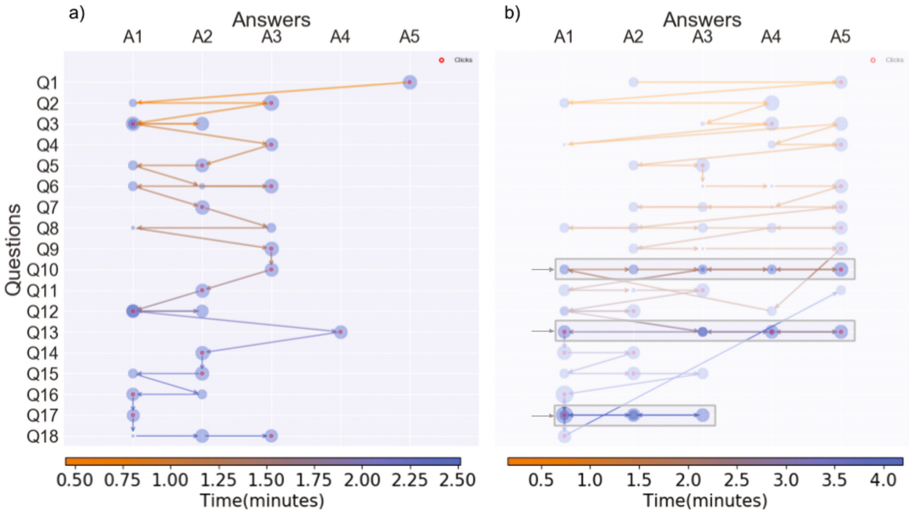 a)
Answers
A1 A2 A3 A4 A5
Clicks
Questions
Q1
Q2
Q3
Q4
Q5
Q6
Q7
Q8
Q9
Q10
Q11
Q12
Q13
Q14
Q15
Q16
Q17
Q18
0.50 0.75 1.00 1.25 1.50 1.75 2.00 2.25 2.50
Time(minutes)
b)
Answers
A1 A2 A3 A4 A5
Clicks
0.5 1.0 1.5 2.0 2.5 3.0 3.5 4.0
Time(minutes)